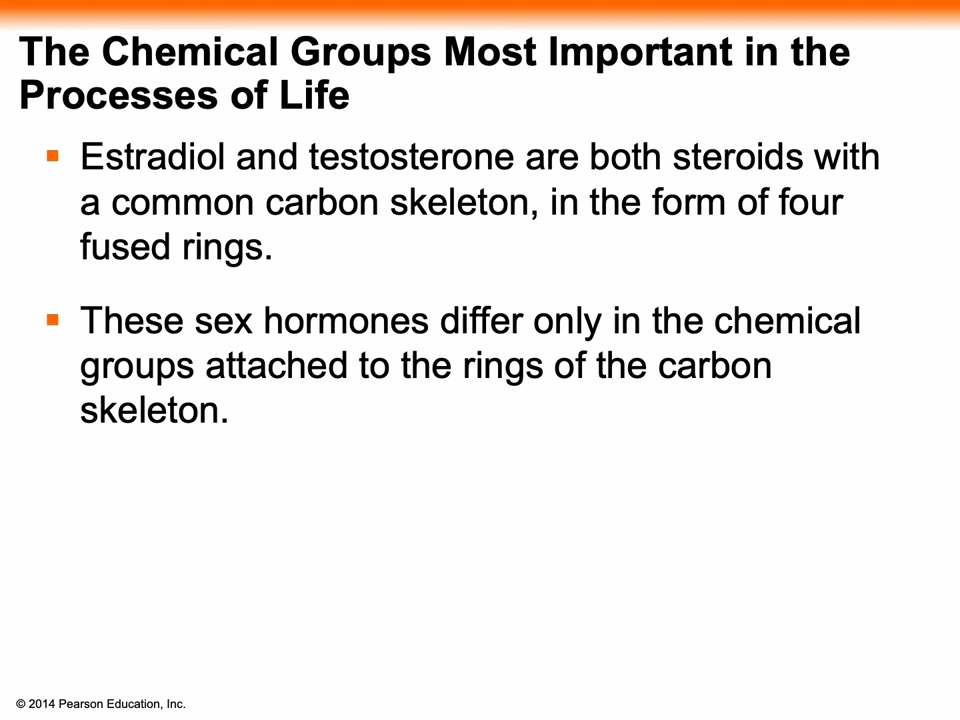 The Chemical Groups Most Important in the
Processes of Life
▪ Estradiol and testosterone are both steroids with
a common carbon skeleton, in the form of four
fused rings.
▪ These sex hormones differ only in the chemical
groups attached to the rings of the carbon
skeleton.
© 2014 Pearson Education, Inc.